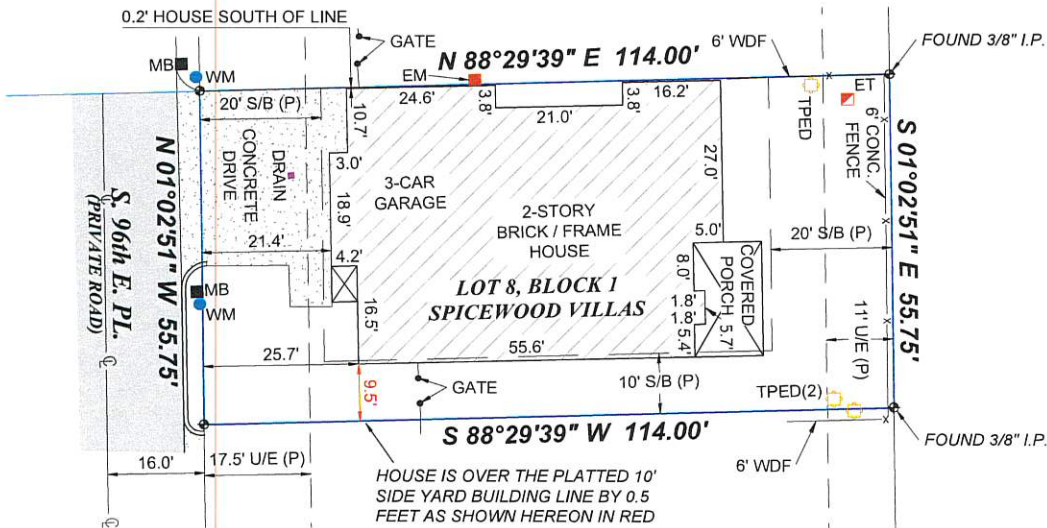 0.2' HOUSE SOUTH OF LINE
GATE
N 88°29'39" E 114.00'
6' WDF
FOUND 3/8" I.P.
MB
WM
EM
ET
TPED
20' S/B (P)
10.7'
24.6'
3.8'
21.0'
3.8'
16.2'
6' CONC.
FENCE
CONCRETE
DRIVE
DRAIN
3.0'
3-CAR
GARAGE
18.9'
27.0'
2-STORY
BRICK / FRAME
HOUSE
N 01°02'51" W 55.75'
S 01°02'51" E 55.75'
S. 96th E. PL.
(PRIVATE ROAD)
21.4'
4.2'
5.0'
20' S/B (P)
8.0'
COVERED
PORCH
LOT 8, BLOCK 1
SPICEWOOD VILLAS
MB
WM
16.5'
1.8'
1.8'
5.4'
5.7'
11' U/E (P)
25.7'
55.6'
9.5'
GATE
10' S/B (P)
TPED(2)
S 88°29'39" W 114.00'
FOUND 3/8" I.P.
16.0'
17.5' U/E (P)
6' WDF
HOUSE IS OVER THE PLATTED 10'
SIDE YARD BUILDING LINE BY 0.5
FEET AS SHOWN HEREON IN RED